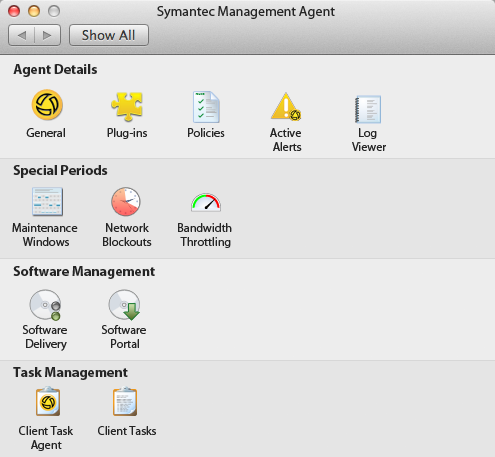 Symantec Management Agent
Show All
Agent Details
General Plug-ins Policies Active Alerts Log Viewer
Special Periods
Maintenance Windows Network Blockouts Bandwidth Throttling
Software Management
Software Delivery Software Portal
Task Management
Client Task Agent Client Tasks